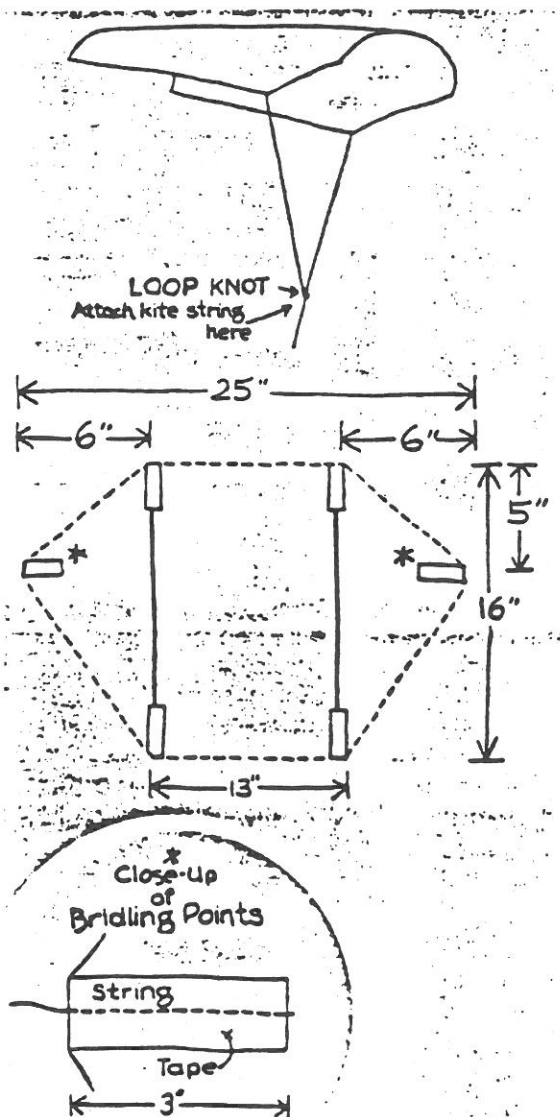 LOOP KNOT
Attach kite string
here
25"
6"
6"
5"
*
*
16"
13"
*
Close-Up
of
Bridling Points
String
Tape
3"